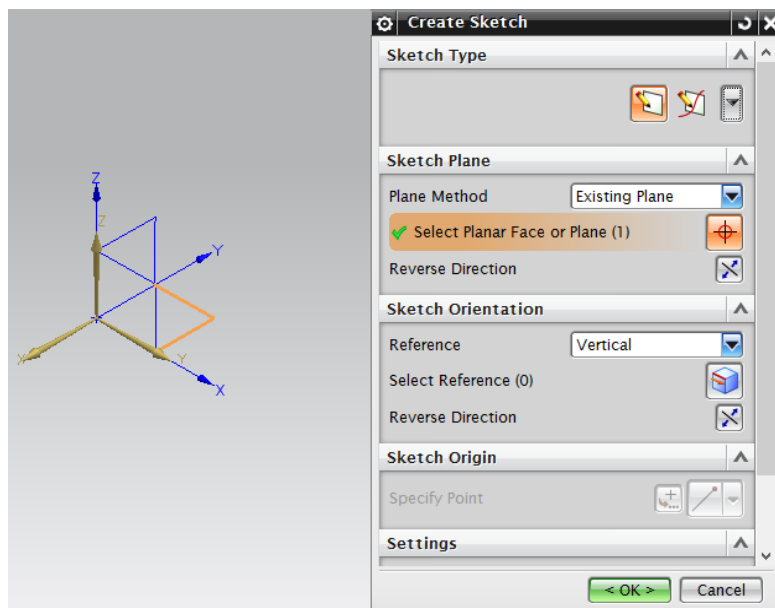 Create Sketch
Sketch Type
Sketch Plane
Plane Method Existing Plane
Select Planar Face or Plane (1)
Reverse Direction
Sketch Orientation
Reference Vertical
Select Reference (0)
Reverse Direction
Sketch Origin
Specify Point
Settings
< OK > Cancel
Z
Z
Y
X
Y
X